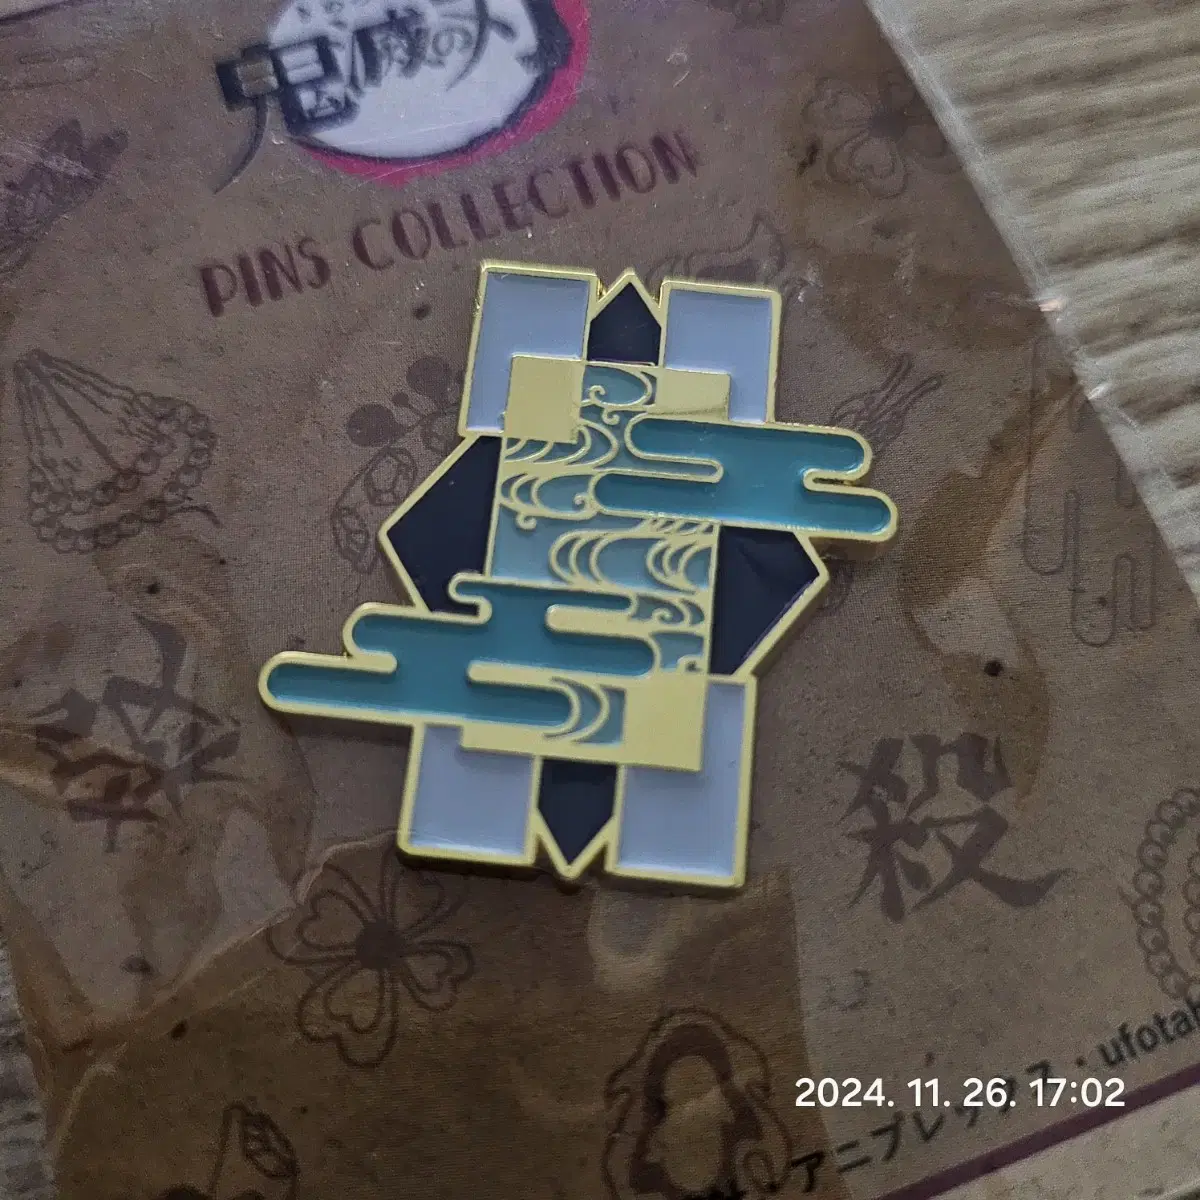 鬼滅の刃
PINS COLLECTION
殺
2024. 11. 26. 17:02
アニプレックス・ufotab